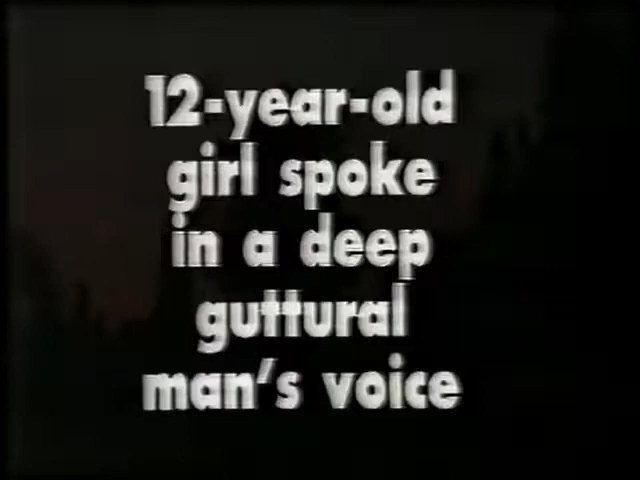 12-year-old
girl spoke
in a deep
guttural
man's voice